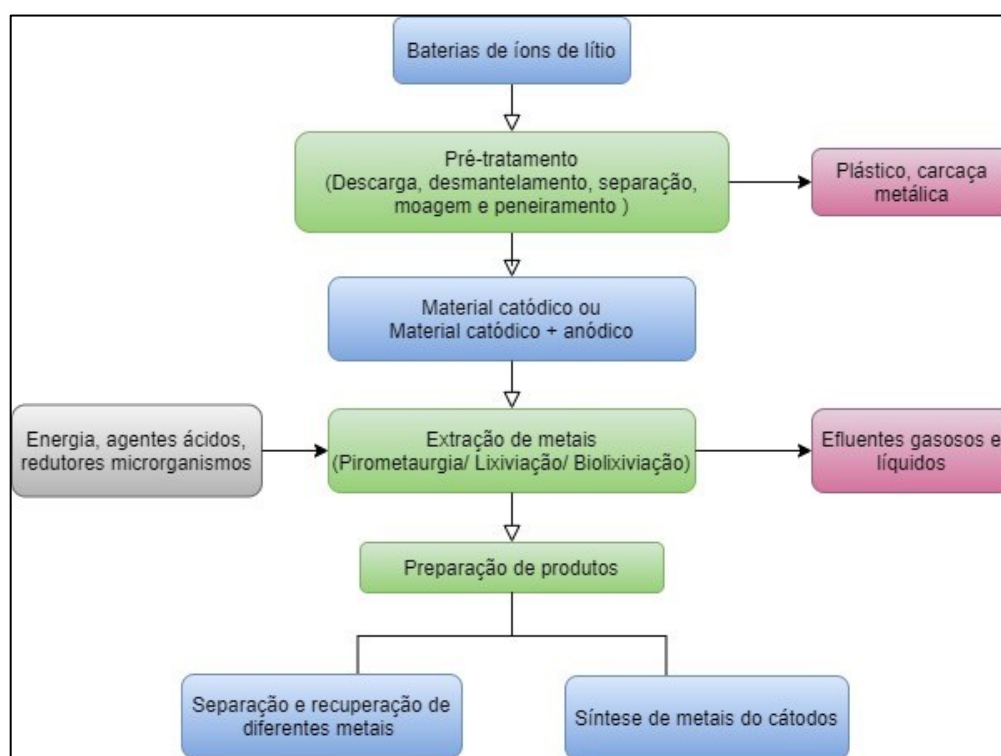 Baterias de íons de lítio
Pré-tratamento
(Descarga, desmantelamento, separação,
moagem e peneiramento )
Plástico, carcaça
metálica
Material catódico ou
Material catódico + anódico
Energia, agentes ácidos,
redutores microrganismos
Extração de metais
(Pirometaurgia/ Lixiviação/ Biolixiviação)
Efluentes gasosos e
líquidos
Preparação de produtos
Separação e recuperação de
diferentes metais
Síntese de metais do cátodos